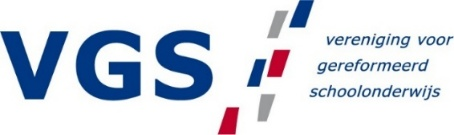 VGS
vereniging voor
gereformeerd
schoolonderwijs